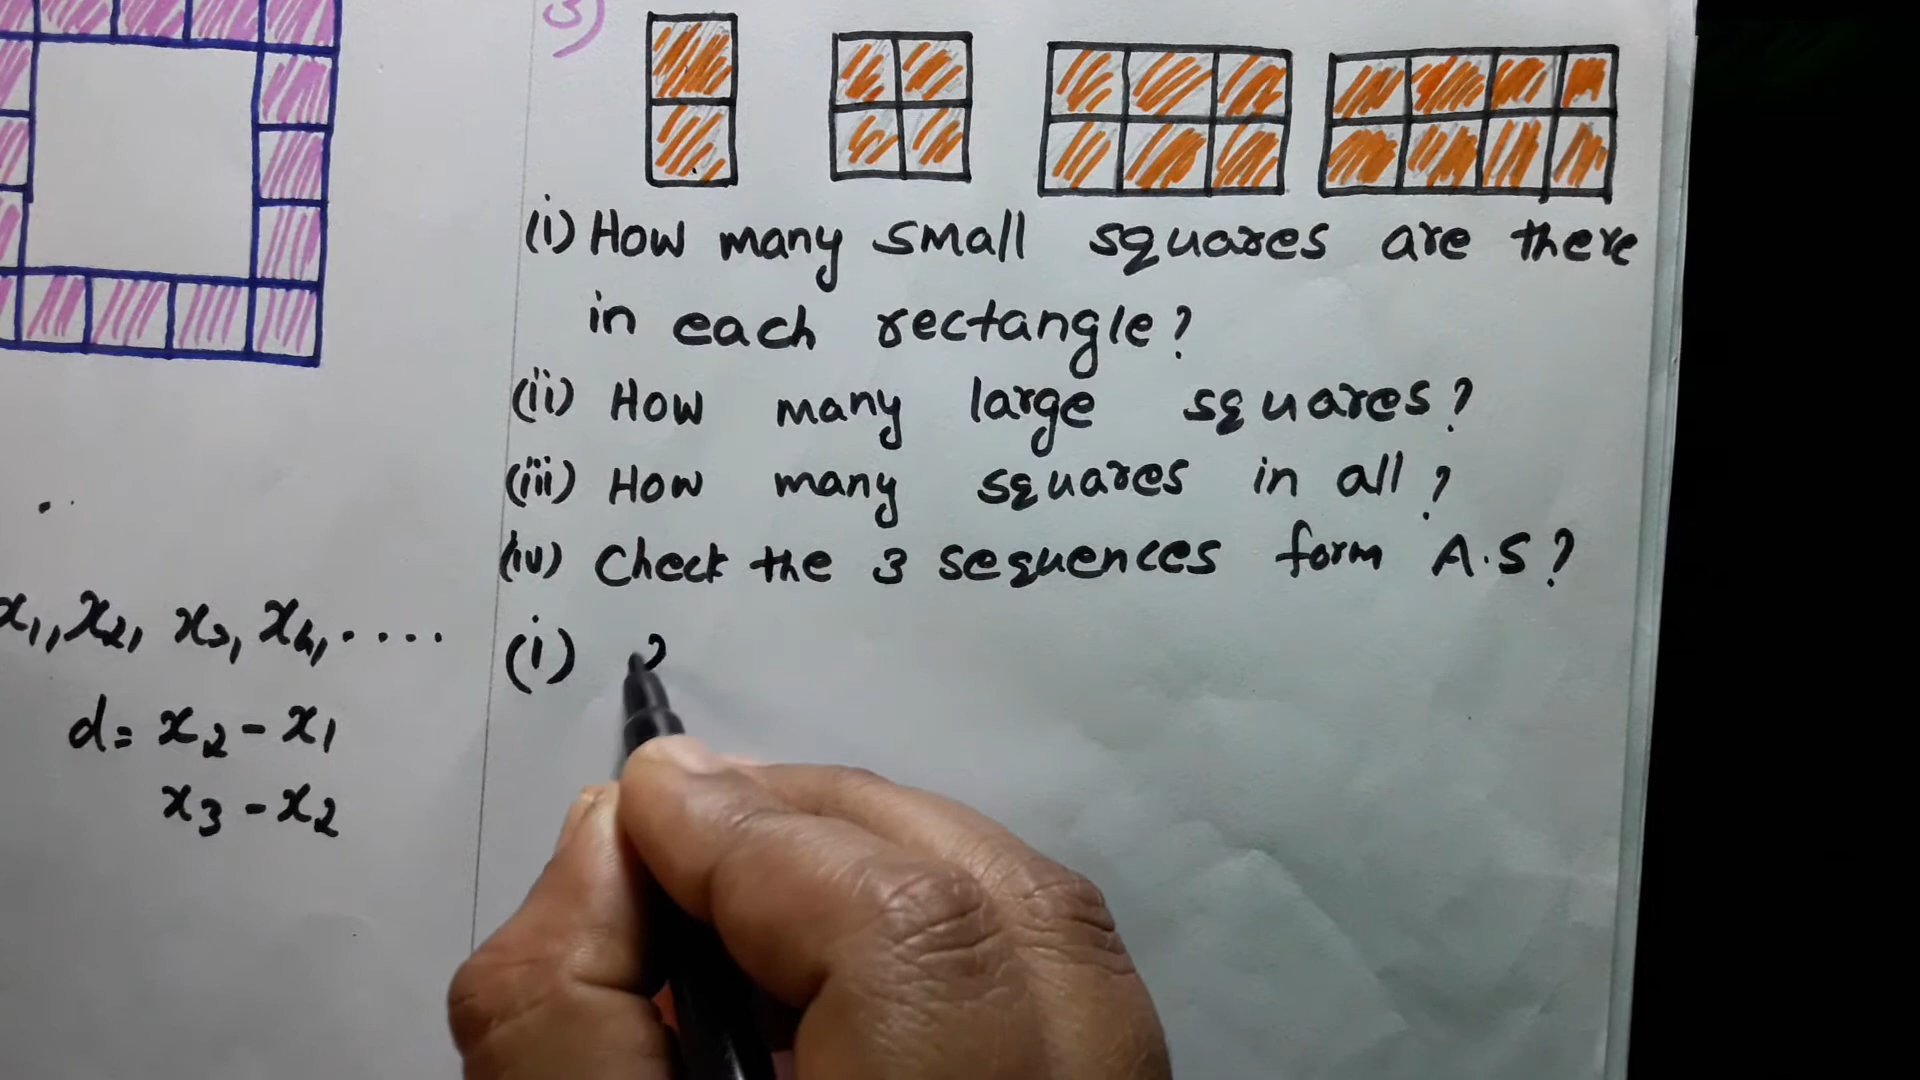 3)
(i) How many small squares are there
in each rectangle?
(ii) How many large squares?
(iii) How many squares in all?
(iv) Check the 3 sequences form A.S?
(i) 2
x1, x2, x3, x4, ....
d = x2 - x1
x3 - x2